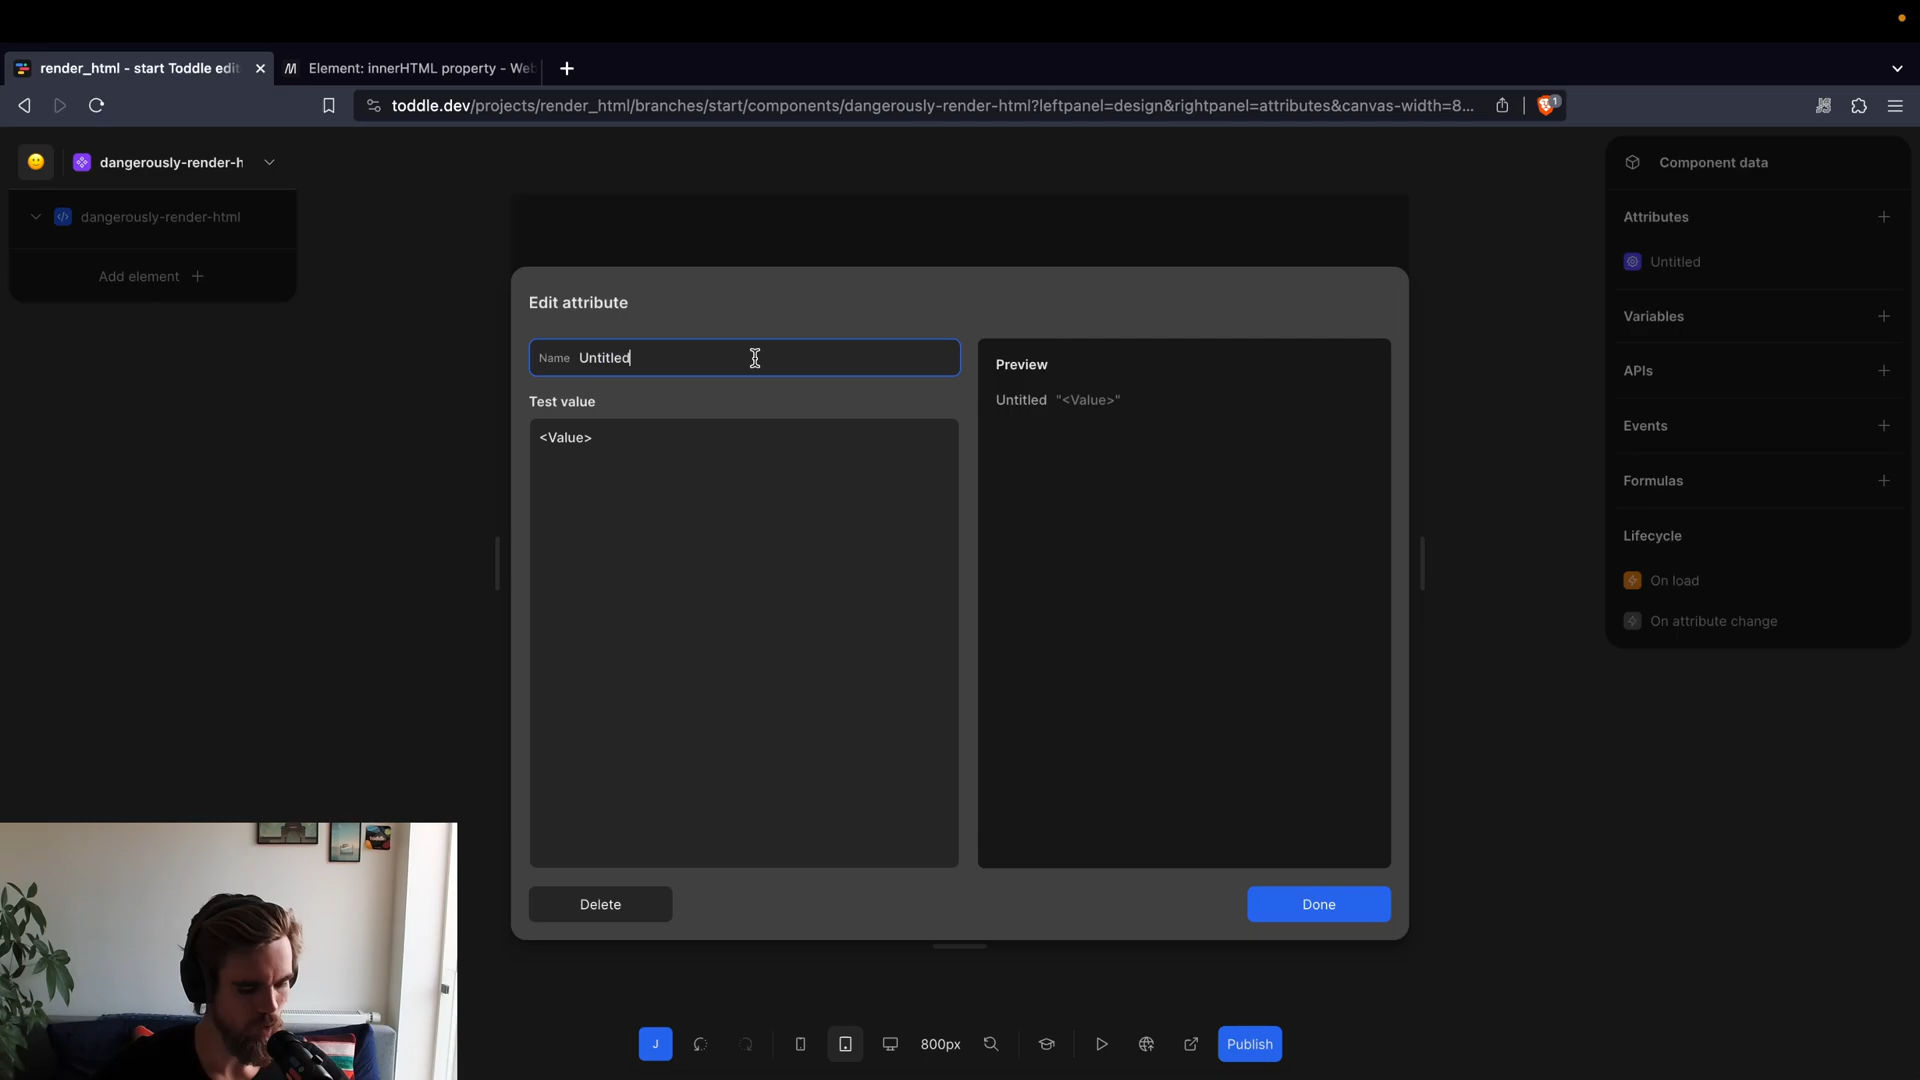 render_html - start Toddle edit
Element: innerHTML property - Web
toddle.dev/projects/render_html/branches/start/components/dangerously-render-html?leftpanel=design&rightpanel=attributes&canvas-width=8...
1
dangerously-render-h
Component data
dangerously-render-html
Attributes
Add element
Untitled
Edit attribute
Variables
Name Untitled
Preview
APIs
Test value
Untitled "<Value>"
<Value>
Events
Formulas
Lifecycle
On load
On attribute change
Delete
Done
J
800px
Publish